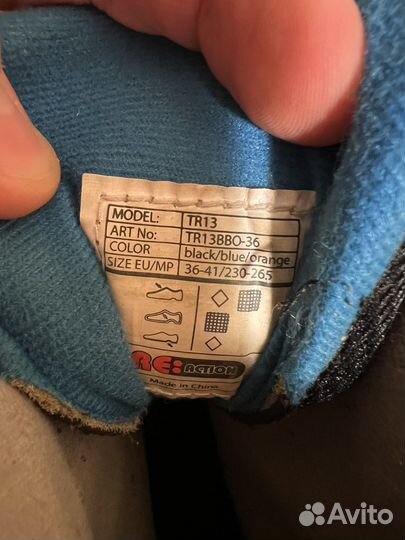 MODEL: TR13
ART No: TR13BBO-36
COLOR black/blue/orange
SIZE EU/MP 36-41/230-265
RE:ACTION
Made in China
Avito